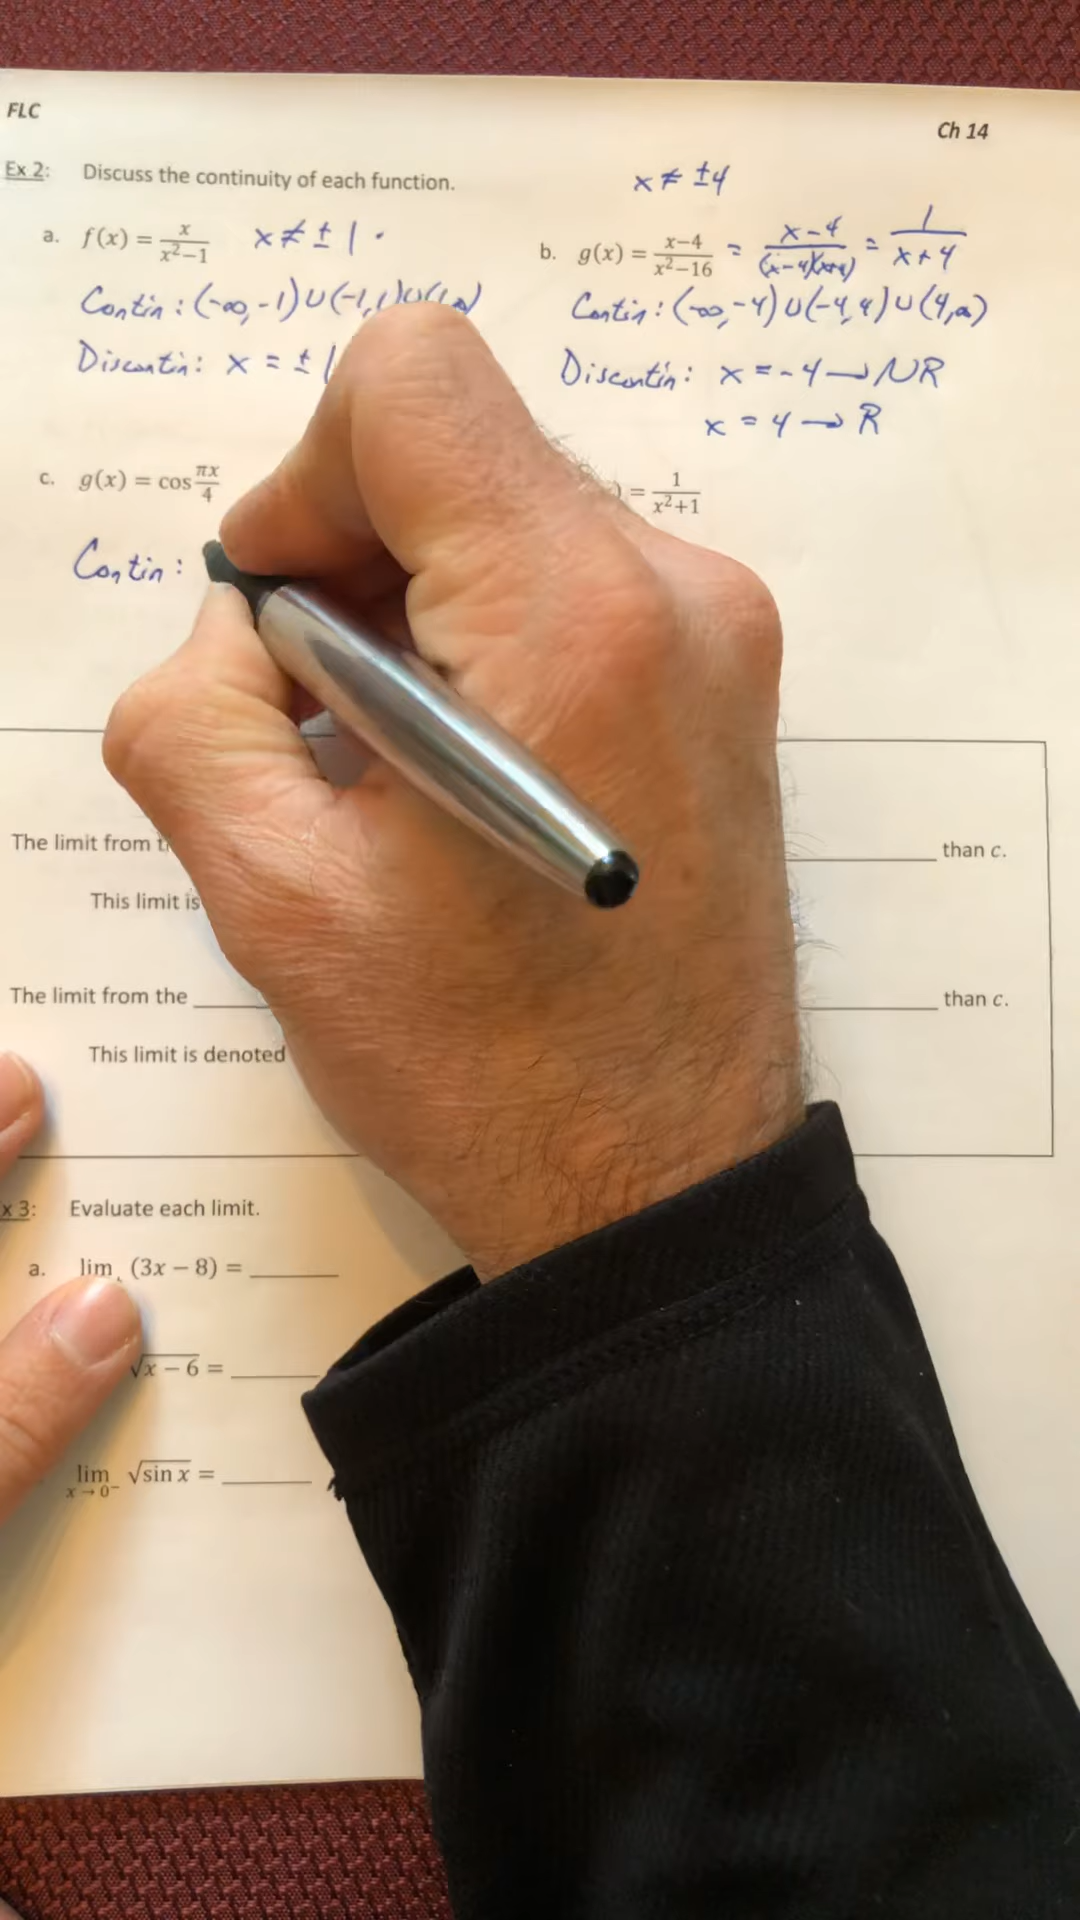 FLC
Ch 14
Ex 2: Discuss the continuity of each function.
x ≠ ±4
a. f(x) = x/(x²−1) x ≠ ± 1 .
b. g(x) = (x−4)/(x²−16) = (x−4)/((x−4)(x+4)) = 1/(x+4)
Contin : (-∞, -1) ∪ (-1, 1) ∪ (1, ∞)
Contin : (-∞, -4) ∪ (-4, 4) ∪ (4, ∞)
Discontin: x = ± 1
Discontin: x = -4 → NR
x = 4 → R
c. g(x) = cos πx/4
) = 1/(x²+1)
Contin :
The limit from
than c.
This limit is
The limit from the
than c.
This limit is denoted
x 3: Evaluate each limit.
a. lim (3x − 8) =
√(x − 6) =
lim x→0⁻ √(sin x) =